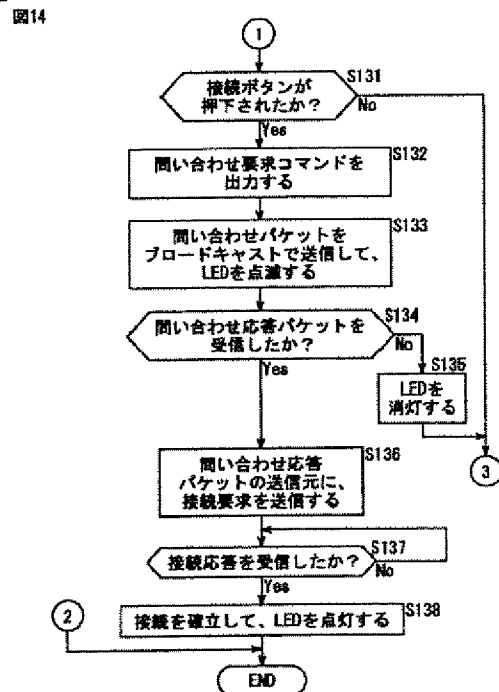 図14
1
接続ボタンが
押下されたか?
S131
No
Yes
問い合わせ要求コマンドを
出力する
S132
問い合わせパケットを
ブロードキャストで送信して、
LEDを点滅する
S133
問い合わせ応答パケットを
受信したか?
S134
No
Yes
LEDを
消灯する
S135
3
問い合わせ応答
パケットの送信元に、
接続要求を送信する
S136
接続応答を受信したか?
S137
No
Yes
接続を確立して、LEDを点灯する
S138
2
END